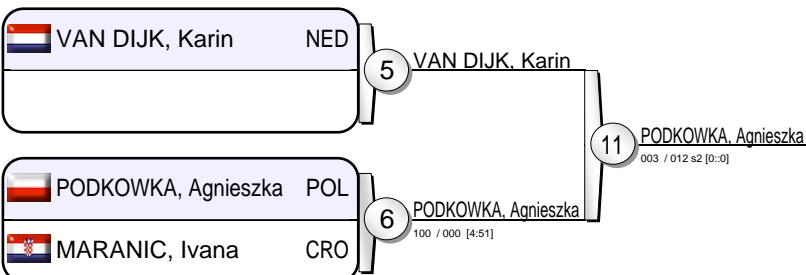 VAN DIJK, Karin NED
5
VAN DIJK, Karin
11
PODKOWKA, Agnieszka
003 / 012 s2 [0::0]
PODKOWKA, Agnieszka POL
6
PODKOWKA, Agnieszka
100 / 000 [4:51]
MARANIC, Ivana CRO